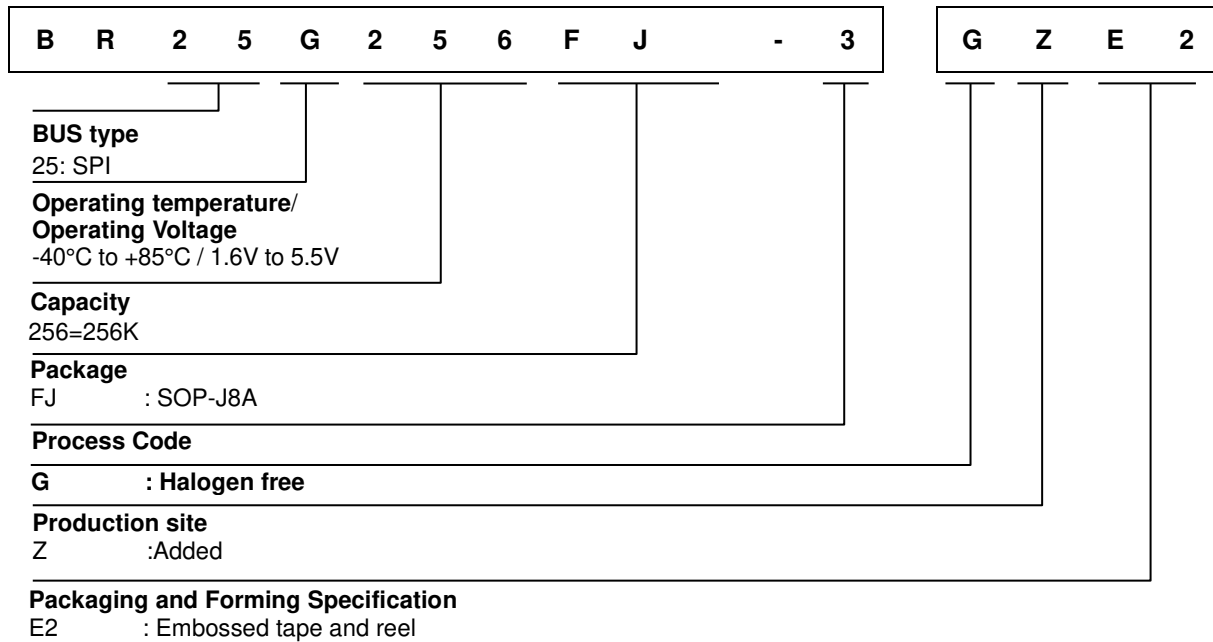 B R 2 5 G 2 5 6 F J - 3 G Z E 2
BUS type
25: SPI
Operating temperature/
Operating Voltage
-40°C to +85°C / 1.6V to 5.5V
Capacity
256=256K
Package
FJ : SOP-J8A
Process Code
G : Halogen free
Production site
Z :Added
Packaging and Forming Specification
E2 : Embossed tape and reel